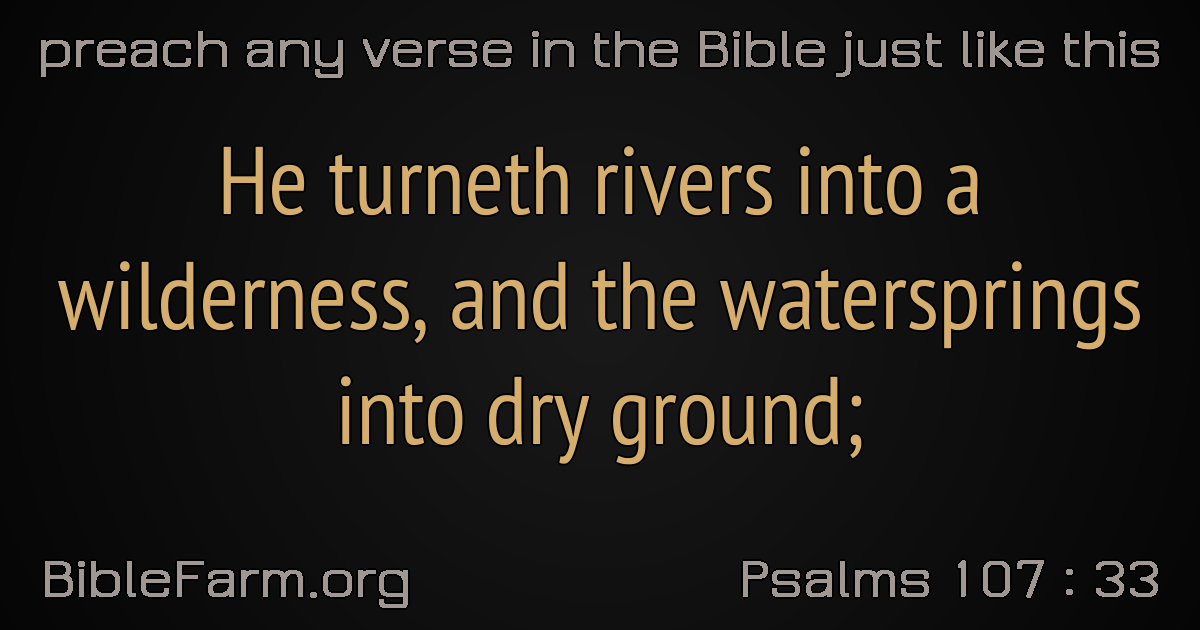 preach any verse in the Bible just like this
He turneth rivers into a
wilderness, and the watersprings
into dry ground;
BibleFarm.org
Psalms 107 : 33